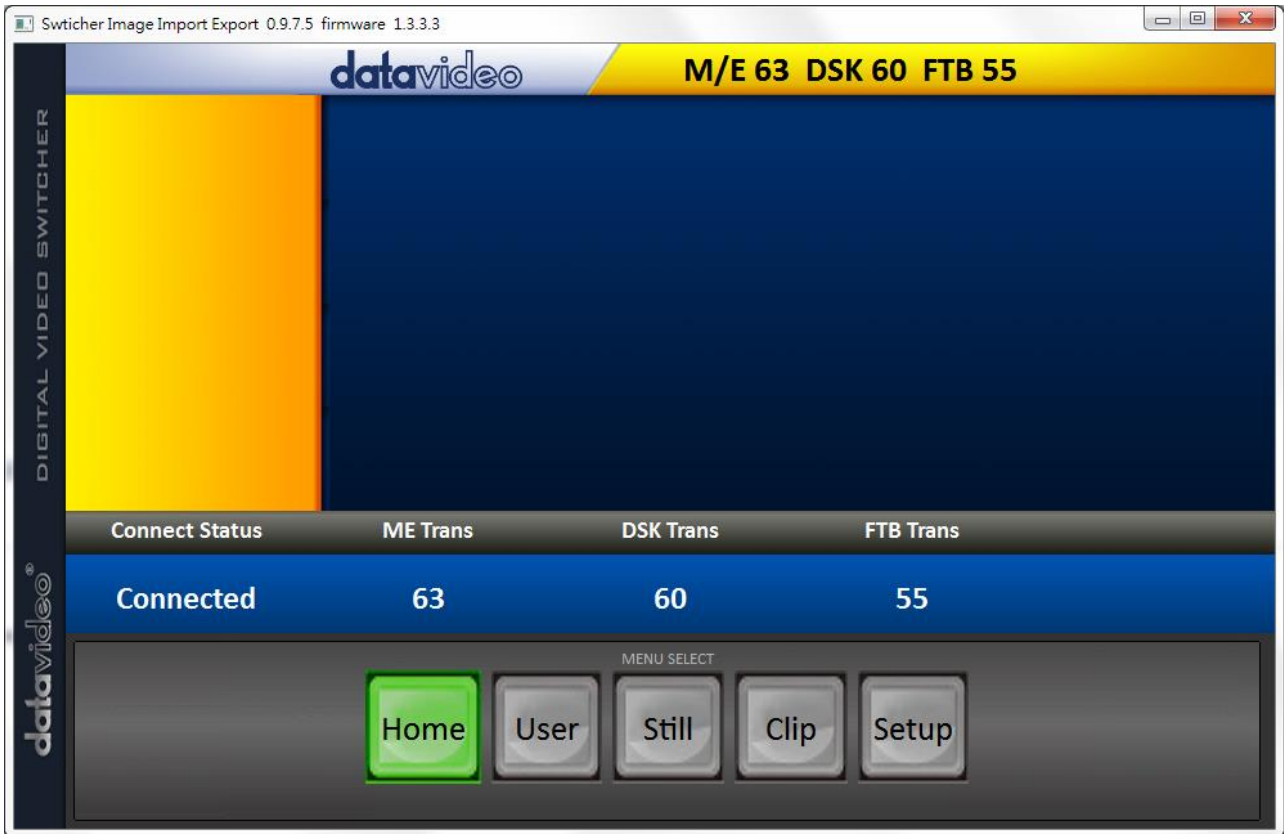 Swticher Image Import Export 0.9.7.5 firmware 1.3.3.3
datavideo
M/E 63 DSK 60 FTB 55
DIGITAL VIDEO SWITCHER
datavideo®
Connect Status ME Trans DSK Trans FTB Trans
Connected 63 60 55
MENU SELECT
Home User Still Clip Setup